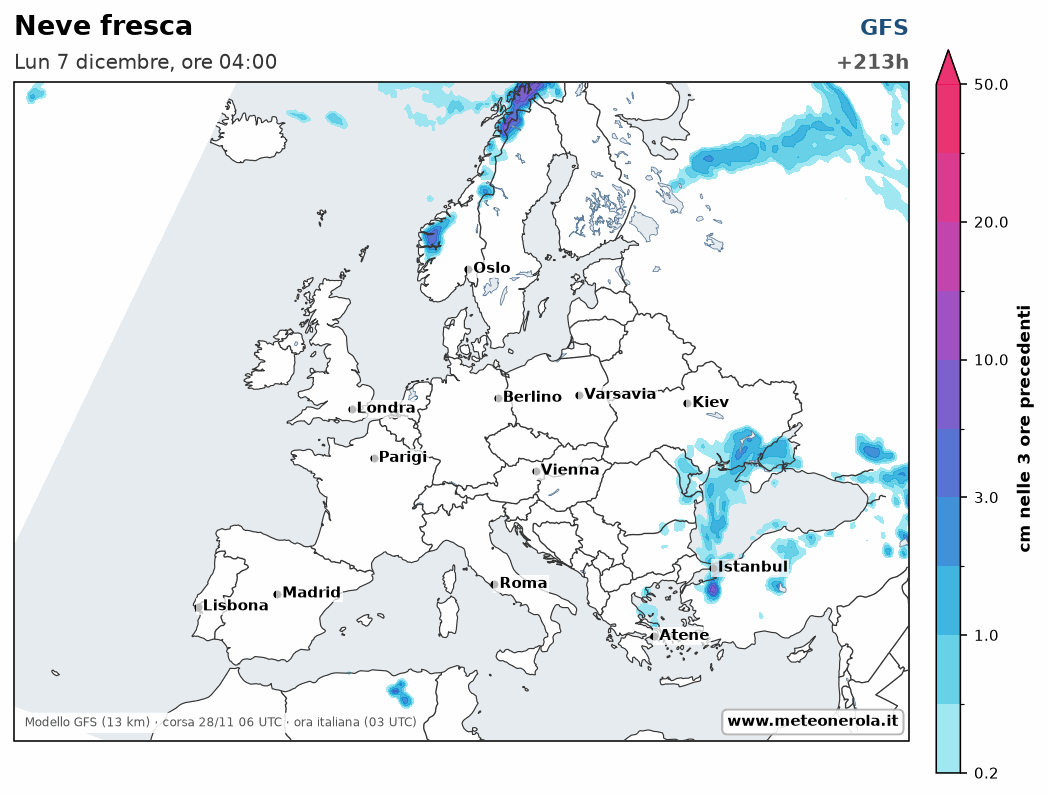 Neve fresca
GFS
Lun 7 dicembre, ore 04:00
+213h
50.0
20.0
10.0
3.0
1.0
0.2
cm nelle 3 ore precedenti
Oslo
Berlino
Varsavia
Kiev
Londra
Parigi
Vienna
Istanbul
Roma
Madrid
Lisbona
Atene
Modello GFS (13 km) · corsa 28/11 06 UTC · ora italiana (03 UTC)
www.meteonerola.it